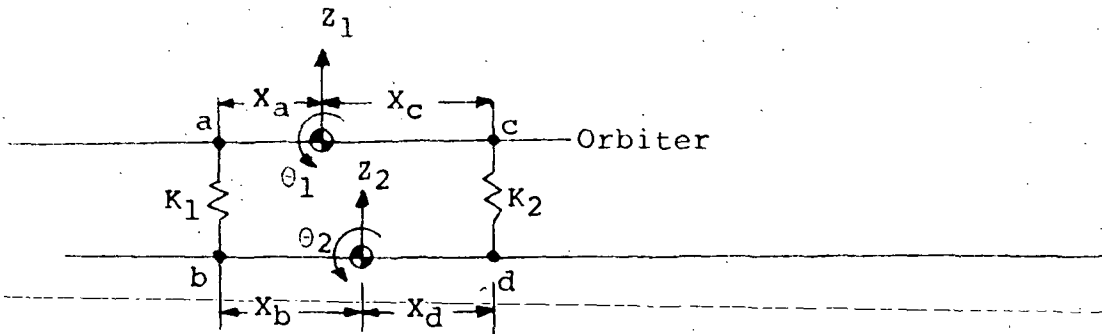 Z1
Xa Xc
a c Orbiter
θ1 Z2
K1 K2
θ2
b d
Xb Xd